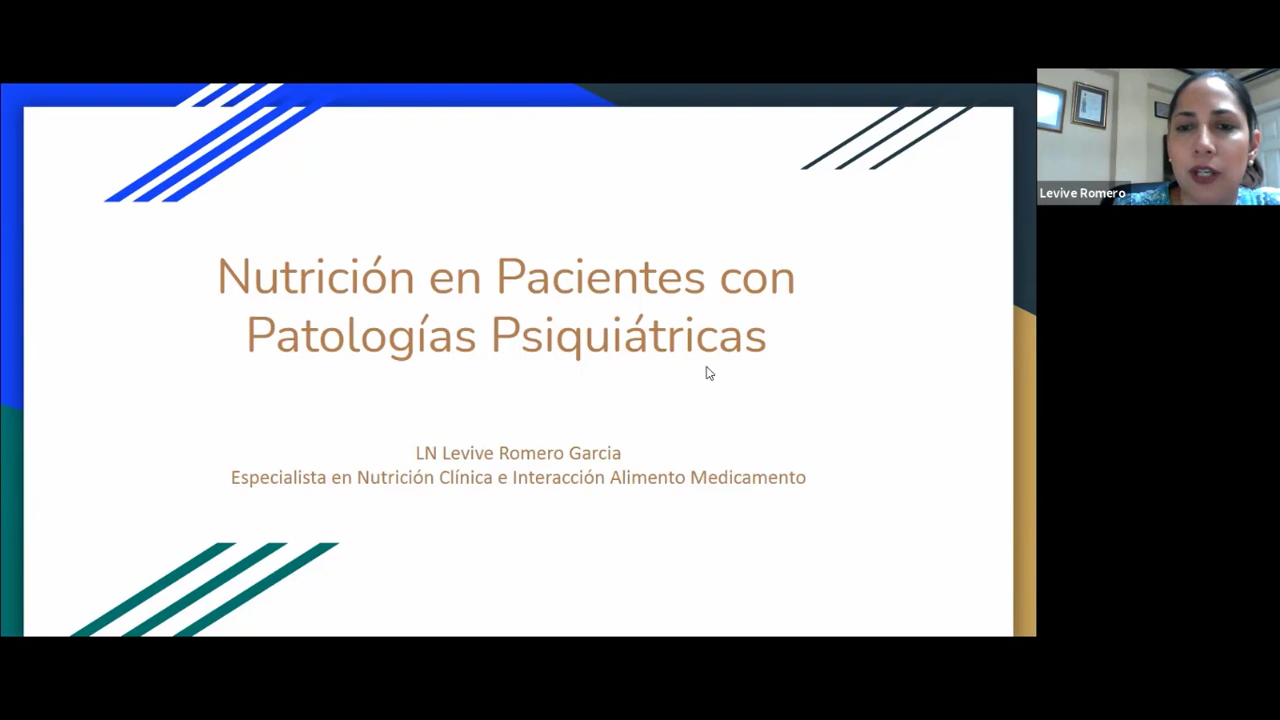 Nutrición en Pacientes con
Patologías Psiquiátricas
LN Levive Romero Garcia
Especialista en Nutrición Clínica e Interacción Alimento Medicamento
Levive Romero